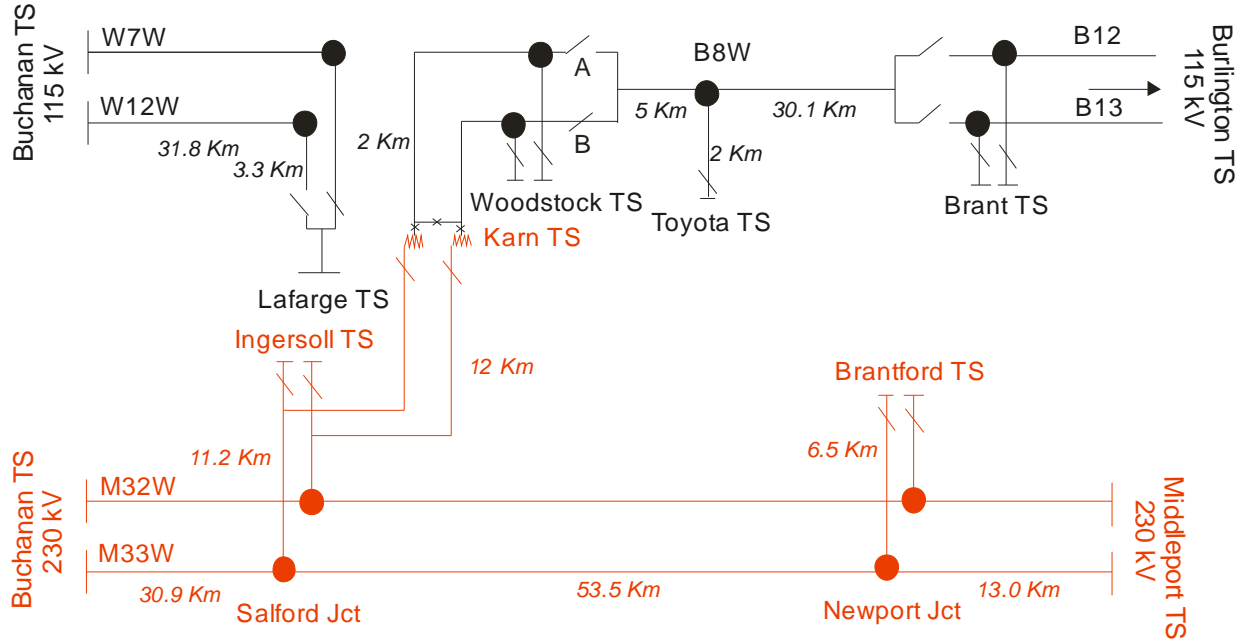 Buchanan TS
115 kV
W7W
W12W
31.8 Km
3.3 Km
Lafarge TS
2 Km
A
B
Woodstock TS
Karn TS
5 Km
B8W
30.1 Km
2 Km
Toyota TS
B12
B13
Brant TS
Burlington TS
115 kV
Ingersoll TS
12 Km
Brantford TS
11.2 Km
6.5 Km
Buchanan TS
230 kV
M32W
M33W
30.9 Km
Salford Jct
53.5 Km
Newport Jct
13.0 Km
Middleport TS
230 kV